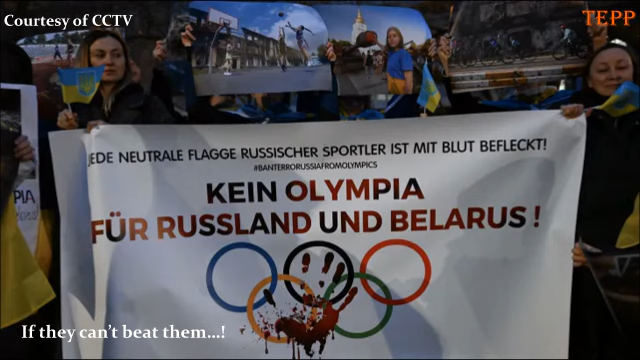 Courtesy of CCTV
TEPP
JEDE NEUTRALE FLAGGE RUSSISCHER SPORTLER IST MIT BLUT BEFLECKT!
#BANTERRORUSSIAFROMOLYMPICS
KEIN OLYMPIA
FÜR RUSSLAND UND BELARUS !
If they can't beat them...!